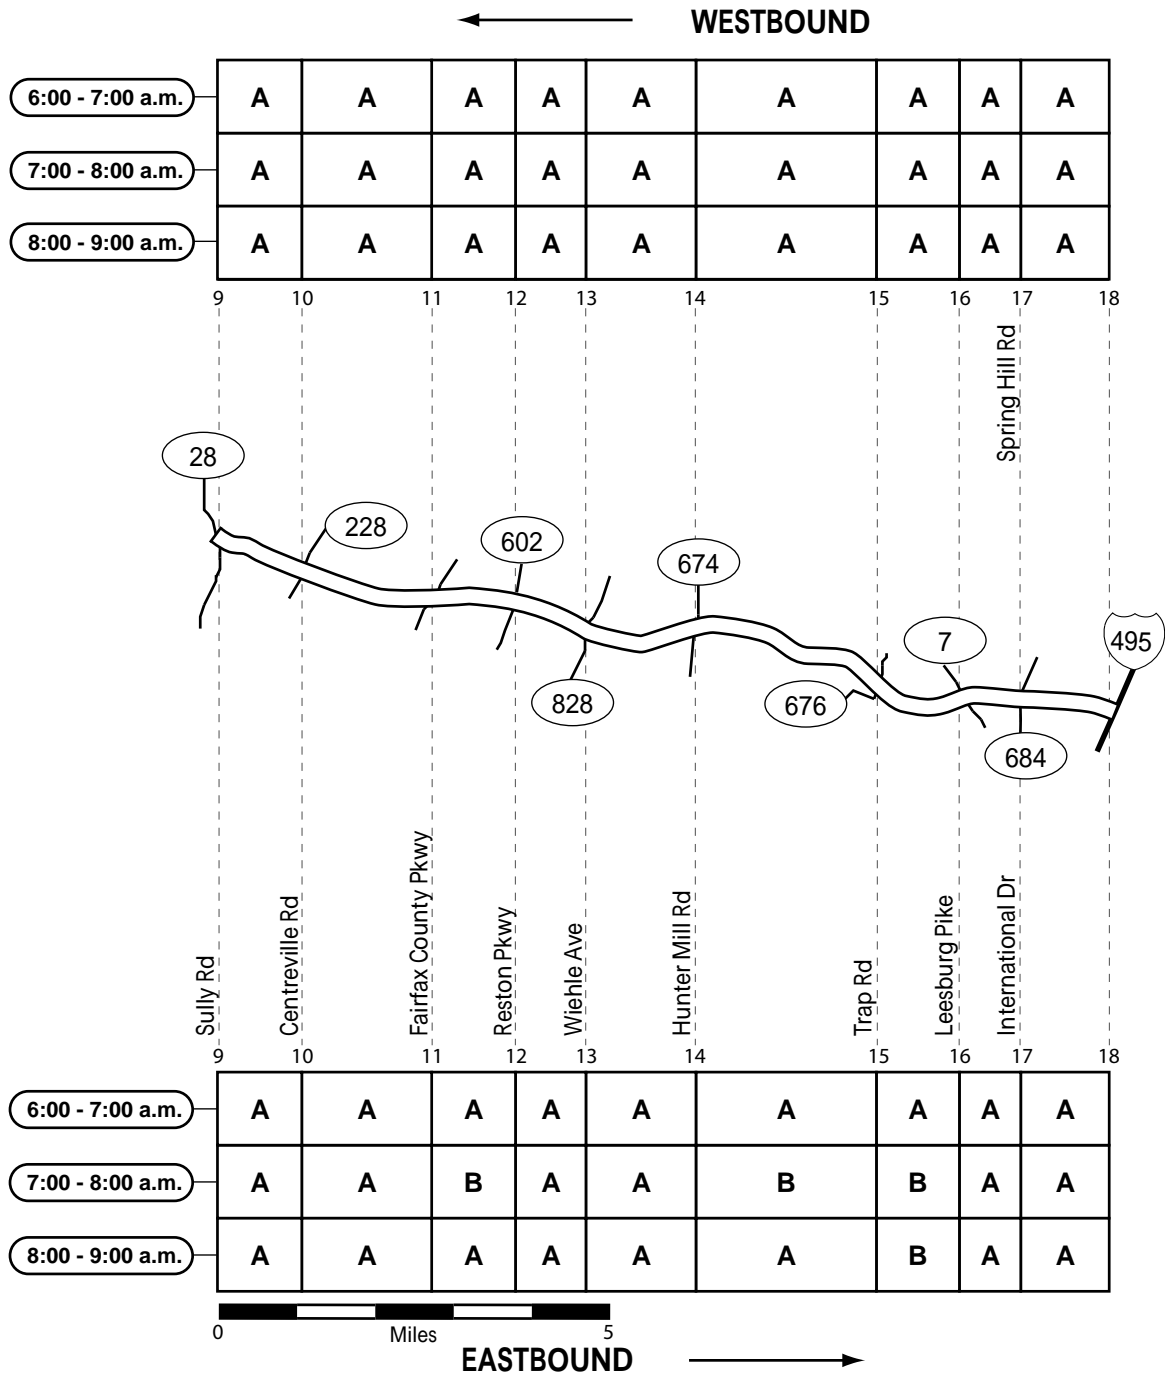 WESTBOUND
6:00 - 7:00 a.m. A A A A A A A A A
7:00 - 8:00 a.m. A A A A A A A A A
8:00 - 9:00 a.m. A A A A A A A A A
9 10 11 12 13 14 15 16 17 18
Spring Hill Rd
28
228
602
674
7
495
828
676
684
Sully Rd
Centreville Rd
Fairfax County Pkwy
Reston Pkwy
Wiehle Ave
Hunter Mill Rd
Trap Rd
Leesburg Pike
International Dr
9 10 11 12 13 14 15 16 17 18
6:00 - 7:00 a.m. A A A A A A A A A
7:00 - 8:00 a.m. A A B A A B B A A
8:00 - 9:00 a.m. A A A A A A B A A
0 Miles 5
EASTBOUND